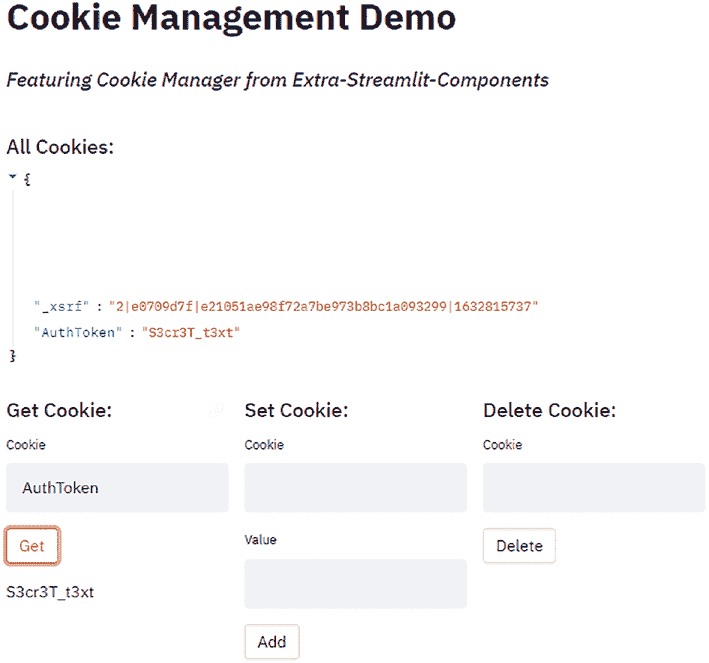 Cookie Management Demo
Featuring Cookie Manager from Extra-Streamlit-Components
All Cookies:
{
"_xsrf" : "2|e0709d7f|e21051ae98f72a7be973b8bc1a093299|1632815737"
"AuthToken" : "S3cr3T_t3xt"
}
Get Cookie:
Cookie
AuthToken
Get
S3cr3T_t3xt
Set Cookie:
Cookie
Value
Add
Delete Cookie:
Cookie
Delete